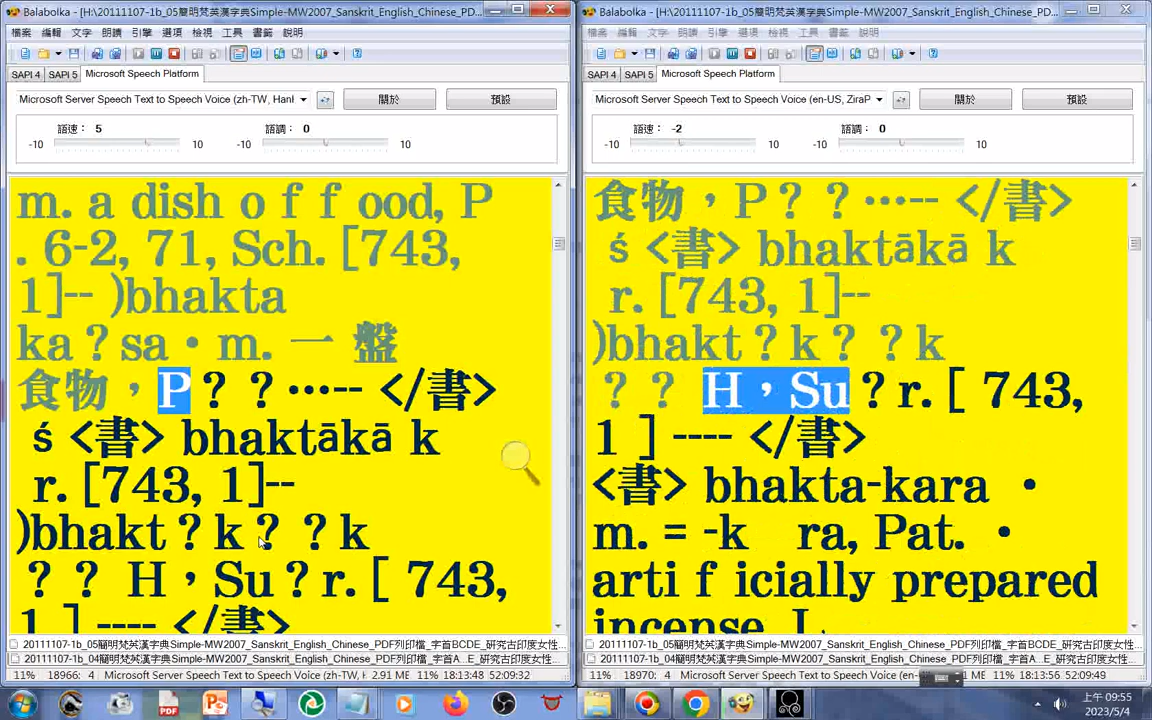 Balabolka - [H:\20111107-1b_05簡明梵英漢字典Simple-MW2007_Sanskrit_English_Chinese_PD...
檔案 編輯 文字 朗讀 引擎 選項 檢視 工具 書籤 說明
SAPI 4 SAPI 5 Microsoft Speech Platform
Microsoft Server Speech Text to Speech Voice (zh-TW, HanI
關於 預設
語速： 5 語調： 0
-10 10 -10 10
m. a dish o f f ood, P
. 6-2, 71, Sch. [743,
1]-- )bhakta
ka？sa・m. 一 盤
食物，P？？…-- </書>
ś <書> bhaktākā k
r. [743, 1]--
)bhakt？k？？k
？？ H，Su？r. [ 743,
1 ] ---- </書>
20111107-1b_05簡明梵英漢字典Simple-MW2007_Sanskrit_English_Chinese_PDF列印檔_字首BCDE_研究古印度女性...
20111107-1b_04簡明梵英漢字典Simple-MW2007_Sanskrit_English_Chinese_PDF列印檔_字首A...E_研究古印度女性...
11% 18966: 4 Microsoft Server Speech Text to Speech Voice (zh-TW, 2.91 ME 11% 18:13:48 52:09:32
Balabolka - [H:\20111107-1b_05簡明梵英漢字典Simple-MW2007_Sanskrit_English_Chinese_PD...
檔案 編輯 文字 朗讀 引擎 選項 檢視 工具 書籤 說明
SAPI 4 SAPI 5 Microsoft Speech Platform
Microsoft Server Speech Text to Speech Voice (en-US, ZiraP
關於 預設
語速： -2 語調： 0
-10 10 -10 10
食物，P？？…-- </書>
ś <書> bhaktākā k
r. [743, 1]--
)bhakt？k？？k
？？ H，Su？r. [ 743,
1 ] ---- </書>
<書> bhakta-kara ・
m. = -k ra, Pat. ・
arti f icially prepared
incense, L.
20111107-1b_05簡明梵英漢字典Simple-MW2007_Sanskrit_English_Chinese_PDF列印檔_字首BCDE_研究古印度女性...
20111107-1b_04簡明梵英漢字典Simple-MW2007_Sanskrit_English_Chinese_PDF列印檔_字首A...E_研究古印度女性...
11% 18970: 4 Microsoft Server Speech Text to Speech Voice 11% 18:13:56 52:09:49
PDF
上午 09:55
2023/5/4